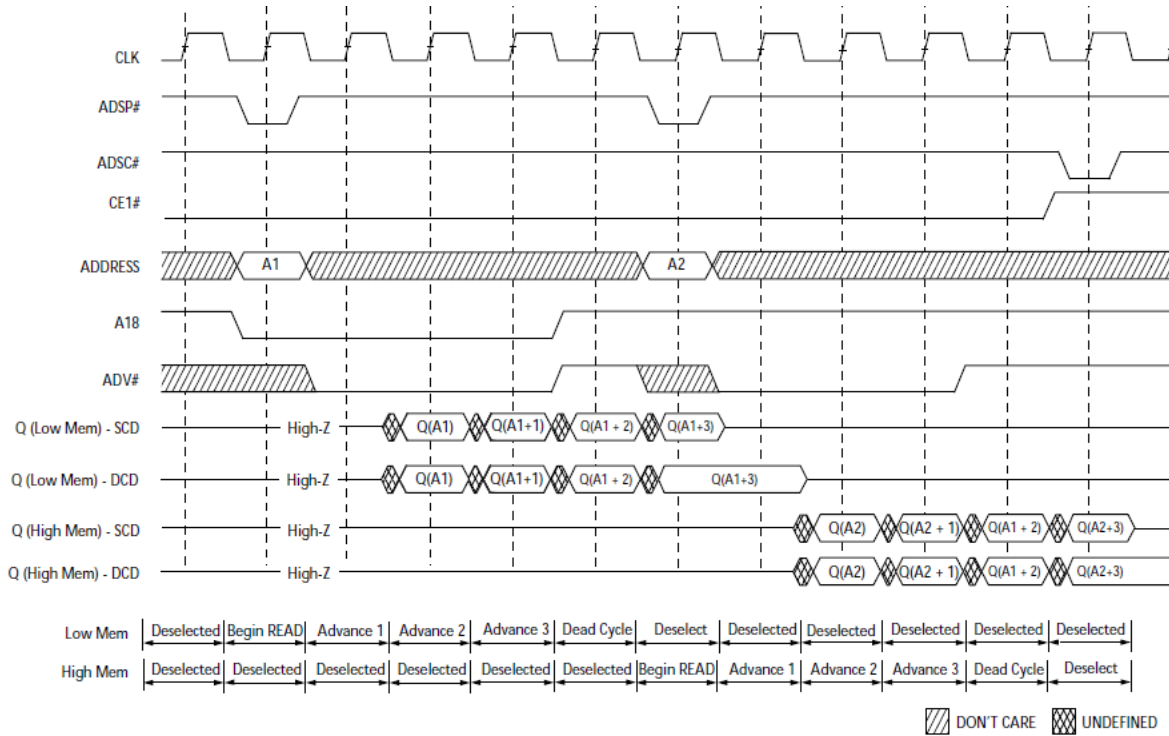 CLK
ADSP#
ADSC#
CE1#
ADDRESS A1 A2
A18
ADV#
Q (Low Mem) - SCD High-Z Q(A1) Q(A1+1) Q(A1 + 2) Q(A1+3)
Q (Low Mem) - DCD High-Z Q(A1) Q(A1+1) Q(A1 + 2) Q(A1+3)
Q (High Mem) - SCD High-Z Q(A2) Q(A2 + 1) Q(A1 + 2) Q(A2+3)
Q (High Mem) - DCD High-Z Q(A2) Q(A2 + 1) Q(A1 + 2) Q(A2+3)
Low Mem Deselected Begin READ Advance 1 Advance 2 Advance 3 Dead Cycle Deselect Deselected Deselected Deselected Deselected Deselected
High Mem Deselected Deselected Deselected Deselected Deselected Deselected Begin READ Advance 1 Advance 2 Advance 3 Dead Cycle Deselect
DON'T CARE UNDEFINED